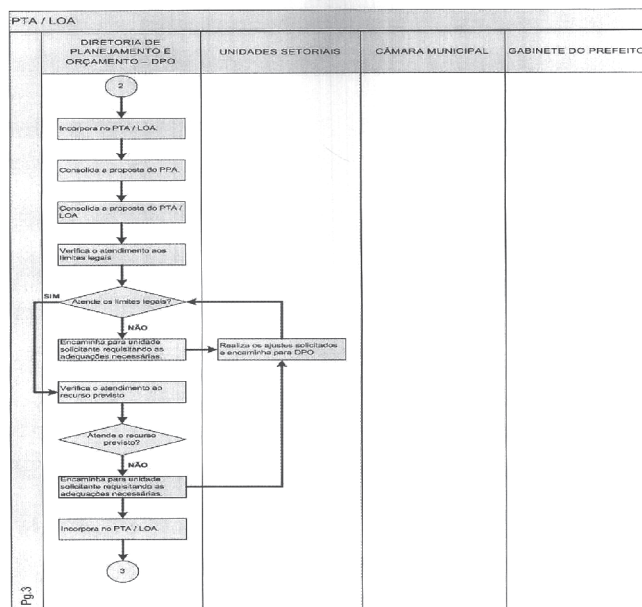 PTA / LOA
DIRETORIA DE
PLANEJAMENTO E
ORÇAMENTO – DPO
UNIDADES SETORIAIS
CÂMARA MUNICIPAL
GABINETE DO PREFEITO
2
Incorpora no PTA / LOA.
Consolida a proposta do PPA.
Consolida a proposta do PTA /
LOA
Verifica o atendimento aos
limites legais
SIM
Atende os limites legais?
NÃO
Encaminha para unidade
solicitante requisitando as
adequações necessárias.
Realiza os ajustes solicitados
e encaminha para DPO
Verifica o atendimento ao
recurso previsto
Atende o recurso
previsto?
NÃO
Encaminha para unidade
solicitante requisitando as
adequações necessárias.
Incorpora no PTA / LOA.
3
Pg.3